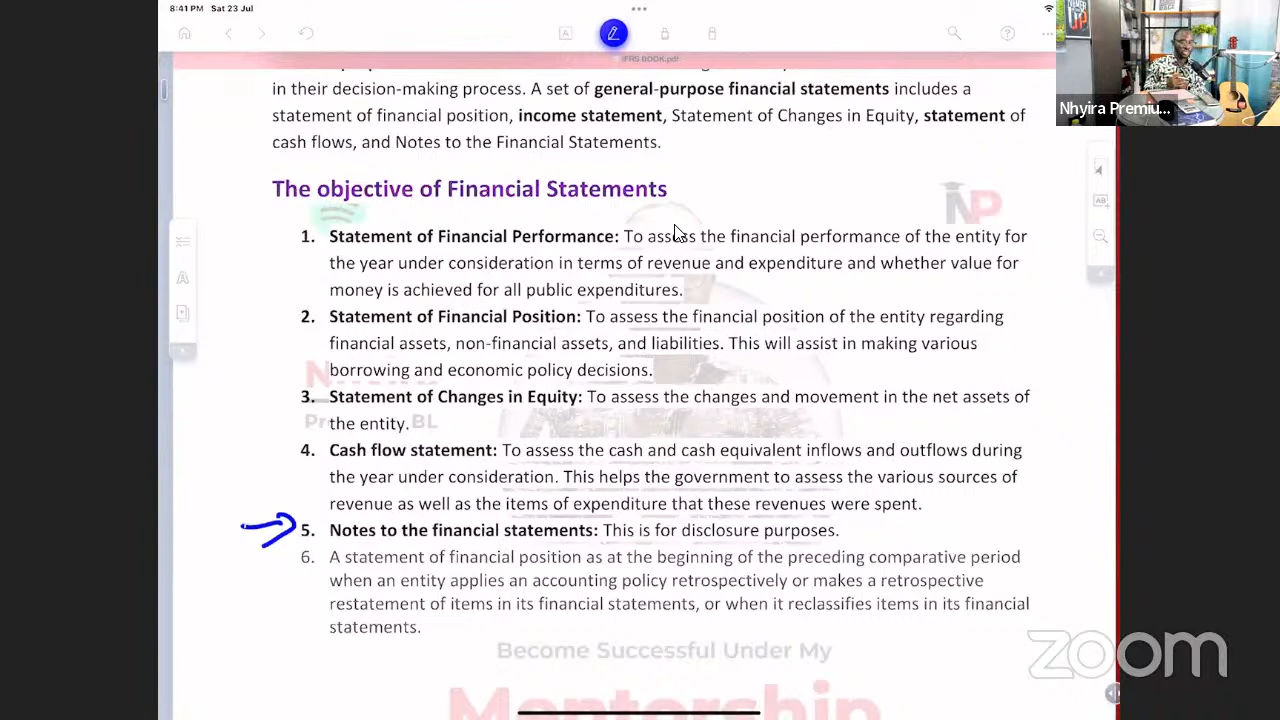 8:41 PM Sat 23 Jul
IFRS BOOK.pdf
in their decision-making process. A set of general-purpose financial statements includes a
statement of financial position, income statement, Statement of Changes in Equity, statement of
cash flows, and Notes to the Financial Statements.
The objective of Financial Statements
1. Statement of Financial Performance: To assess the financial performance of the entity for
the year under consideration in terms of revenue and expenditure and whether value for
money is achieved for all public expenditures.
2. Statement of Financial Position: To assess the financial position of the entity regarding
financial assets, non-financial assets, and liabilities. This will assist in making various
borrowing and economic policy decisions.
3. Statement of Changes in Equity: To assess the changes and movement in the net assets of
the entity.
4. Cash flow statement: To assess the cash and cash equivalent inflows and outflows during
the year under consideration. This helps the government to assess the various sources of
revenue as well as the items of expenditure that these revenues were spent.
5. Notes to the financial statements: This is for disclosure purposes.
6. A statement of financial position as at the beginning of the preceding comparative period
when an entity applies an accounting policy retrospectively or makes a retrospective
restatement of items in its financial statements, or when it reclassifies items in its financial
statements.
Become Successful Under My
Mentorship
NP
BL
Nhyira Premiu...
zoom